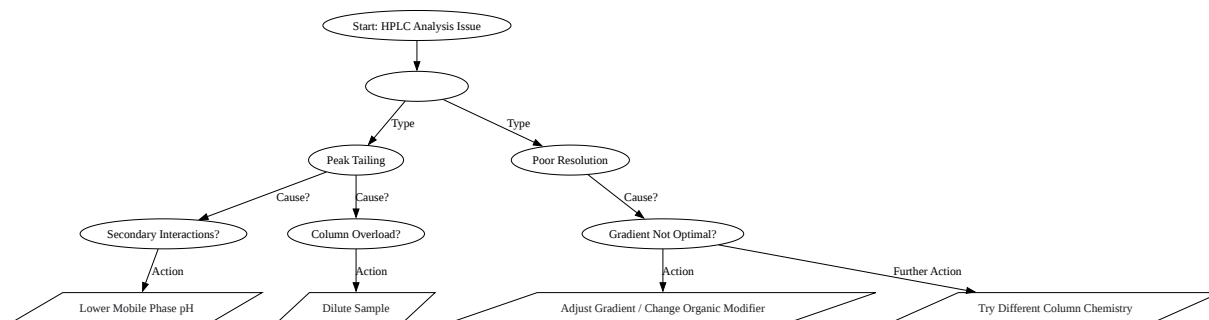 Start: HPLC Analysis Issue
Type
Type
Peak Tailing
Poor Resolution
Cause?
Cause?
Cause?
Secondary Interactions?
Column Overload?
Gradient Not Optimal?
Action
Action
Action
Further Action
Lower Mobile Phase pH
Dilute Sample
Adjust Gradient / Change Organic Modifier
Try Different Column Chemistry